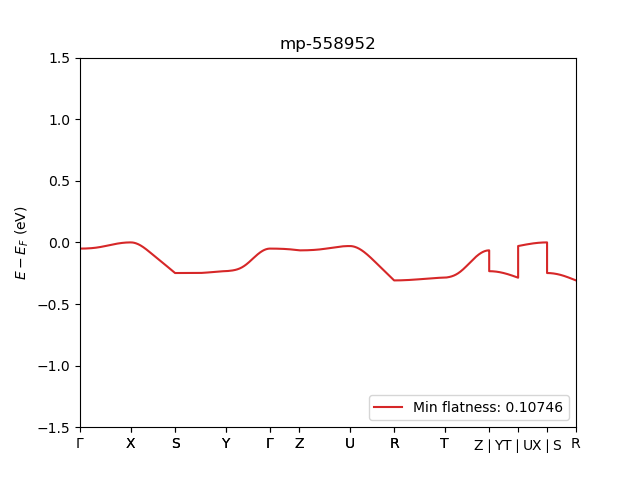 mp-558952
1.5
1.0
0.5
0.0
−0.5
−1.0
−1.5
E − E_F (eV)
Min flatness: 0.10746
Γ X S Y Γ Z U R T Z | YT | UX | S R